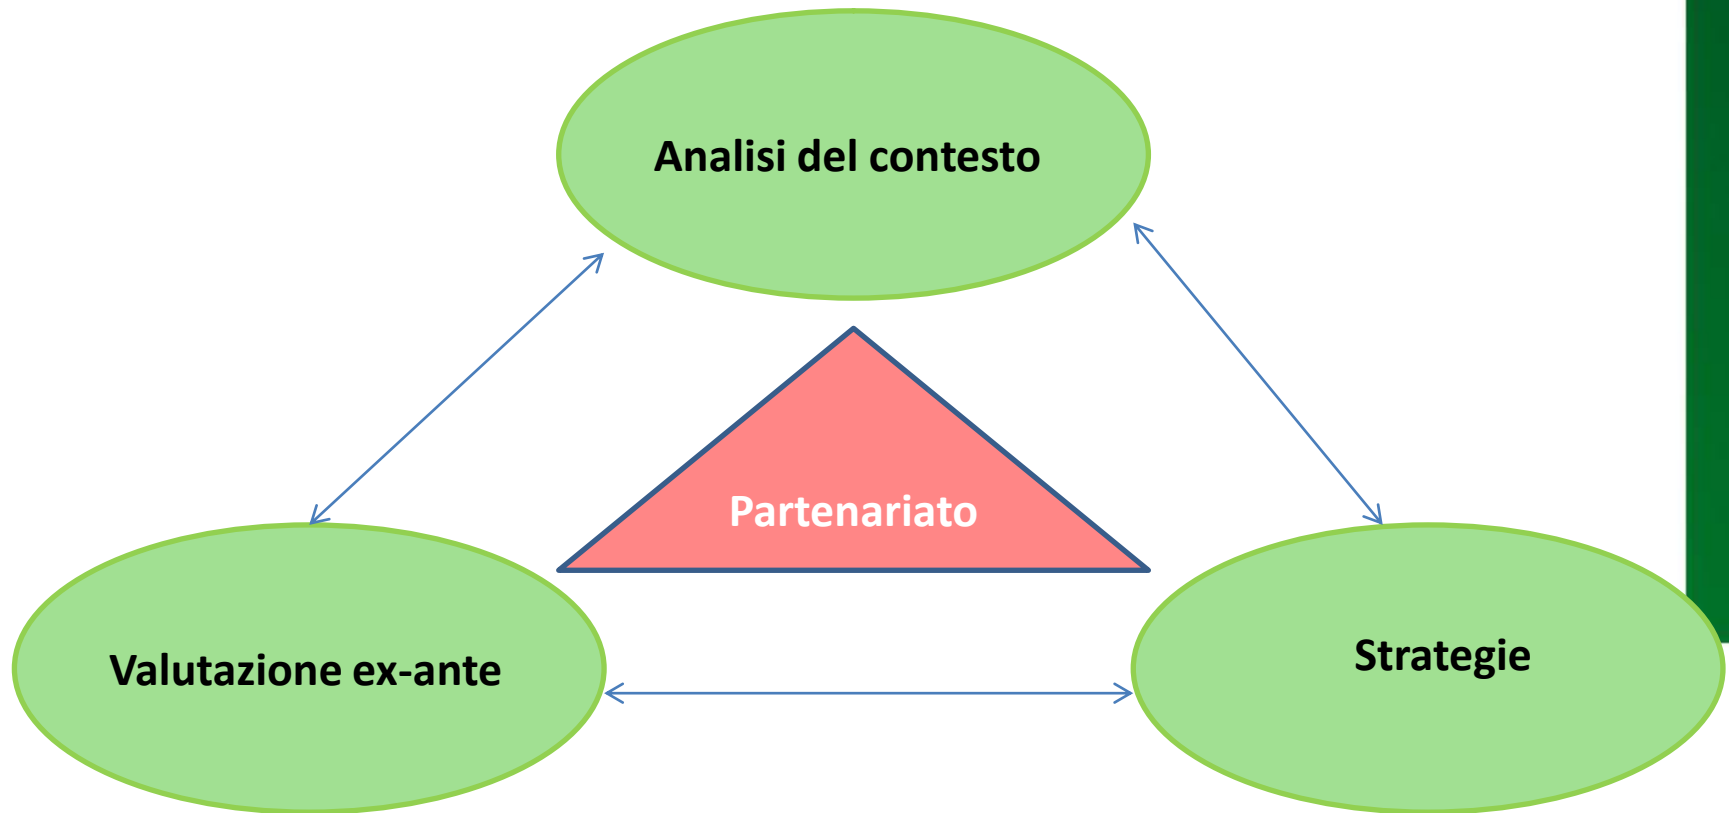 Analisi del contesto
Partenariato
Valutazione ex-ante
Strategie